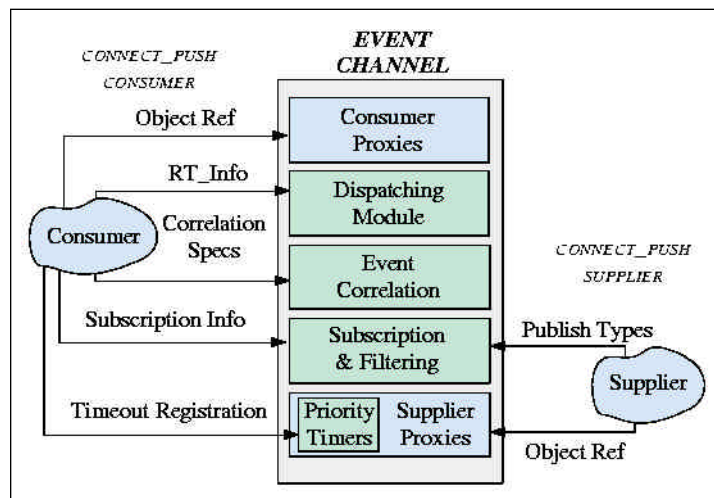 EVENT
CHANNEL
CONNECT_PUSH
CONSUMER
Object Ref
Consumer
Proxies
RT_Info
Dispatching
Module
Consumer
Correlation
Specs
Event
Correlation
CONNECT_PUSH
SUPPLIER
Subscription Info
Subscription
& Filtering
Publish Types
Supplier
Timeout Registration
Priority
Timers
Supplier
Proxies
Object Ref